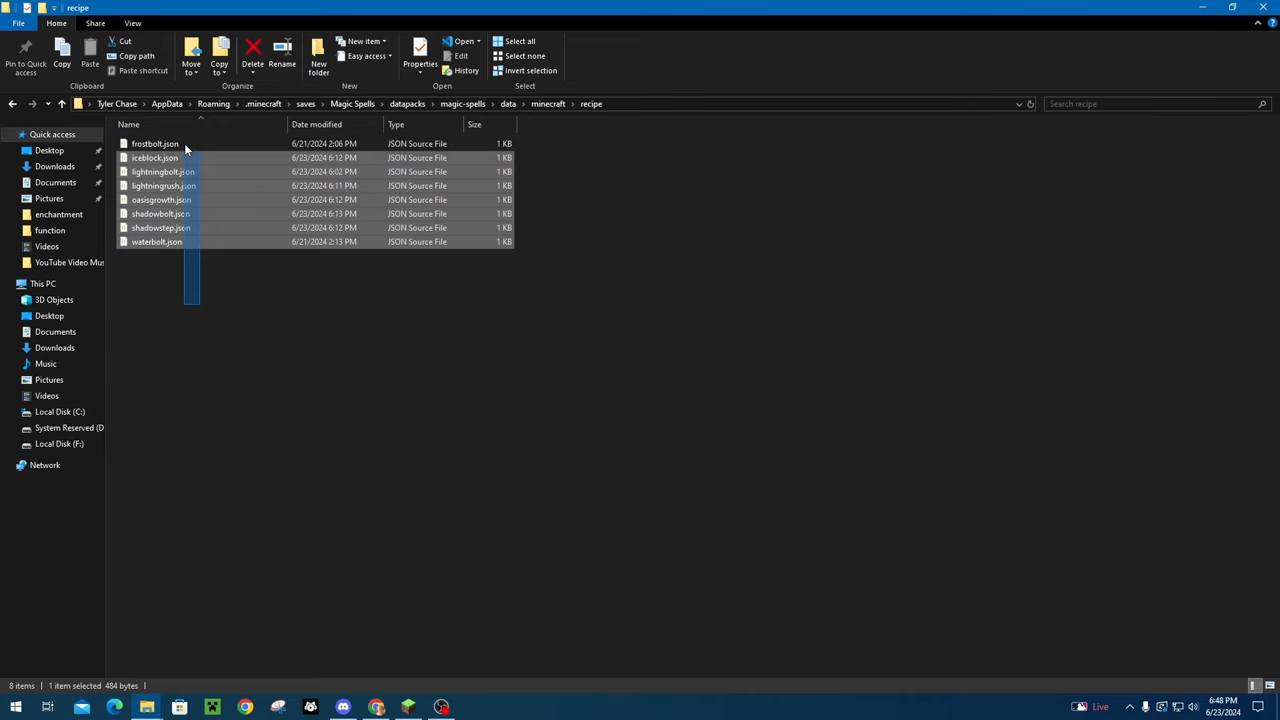 recipe
File
Home
Share
View
Pin to Quick access
Copy
Paste
Cut
Copy path
Paste shortcut
Clipboard
Move to
Copy to
Delete
Rename
Organize
New folder
New item
Easy access
New
Properties
Open
Edit
History
Open
Select all
Select none
Invert selection
Select
Tyler Chase > AppData > Roaming > .minecraft > saves > Magic Spells > datapacks > magic-spells > data > minecraft > recipe
Search recipe
Quick access
Desktop
Downloads
Documents
Pictures
enchantment
function
Videos
YouTube Video Mus
This PC
3D Objects
Desktop
Documents
Downloads
Music
Pictures
Videos
Local Disk (C:)
System Reserved (D
Local Disk (F:)
Network
Name Date modified Type Size
frostbolt.json 6/21/2024 2:06 PM JSON Source File 1 KB
iceblock.json 6/23/2024 6:12 PM JSON Source File 1 KB
lightningbolt.json 6/23/2024 6:02 PM JSON Source File 1 KB
lightningrush.json 6/23/2024 6:11 PM JSON Source File 1 KB
oasisgrowth.json 6/23/2024 6:12 PM JSON Source File 1 KB
shadowbolt.json 6/23/2024 6:13 PM JSON Source File 1 KB
shadowstep.json 6/23/2024 6:12 PM JSON Source File 1 KB
waterbolt.json 6/21/2024 2:13 PM JSON Source File 1 KB
8 items 1 item selected 484 bytes
Live
6:48 PM
6/23/2024